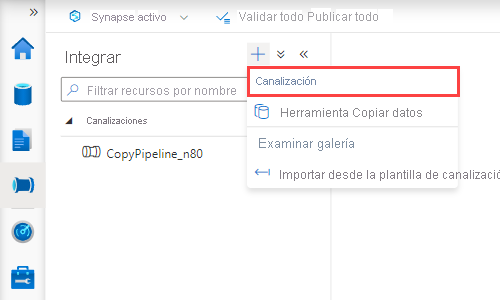 Synapse activo
Validar todo Publicar todo
Integrar
Canalización
Filtrar recursos por nombre
Herramienta Copiar datos
Canalizaciones
Examinar galería
CopyPipeline_n80
Importar desde la plantilla de canalizació